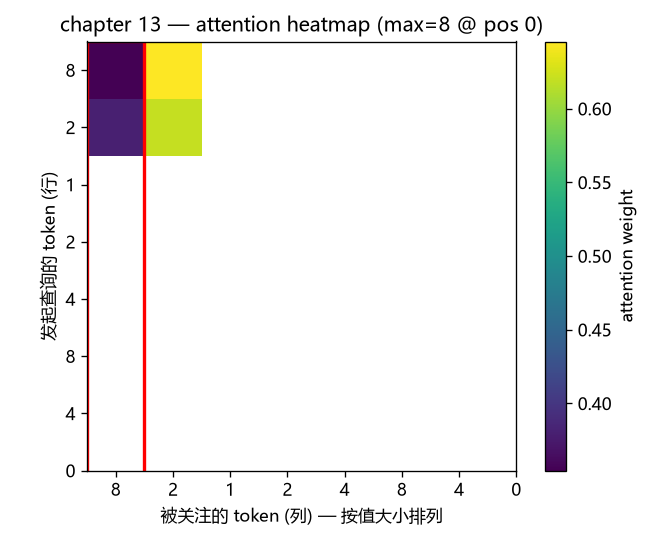 chapter 13 — attention heatmap (max=8 @ pos 0)
发起查询的 token (行)
8
2
1
2
4
8
4
0
8 2 1 2 4 8 4 0
被关注的 token (列) — 按值大小排列
0.60
0.55
0.50
0.45
0.40
attention weight